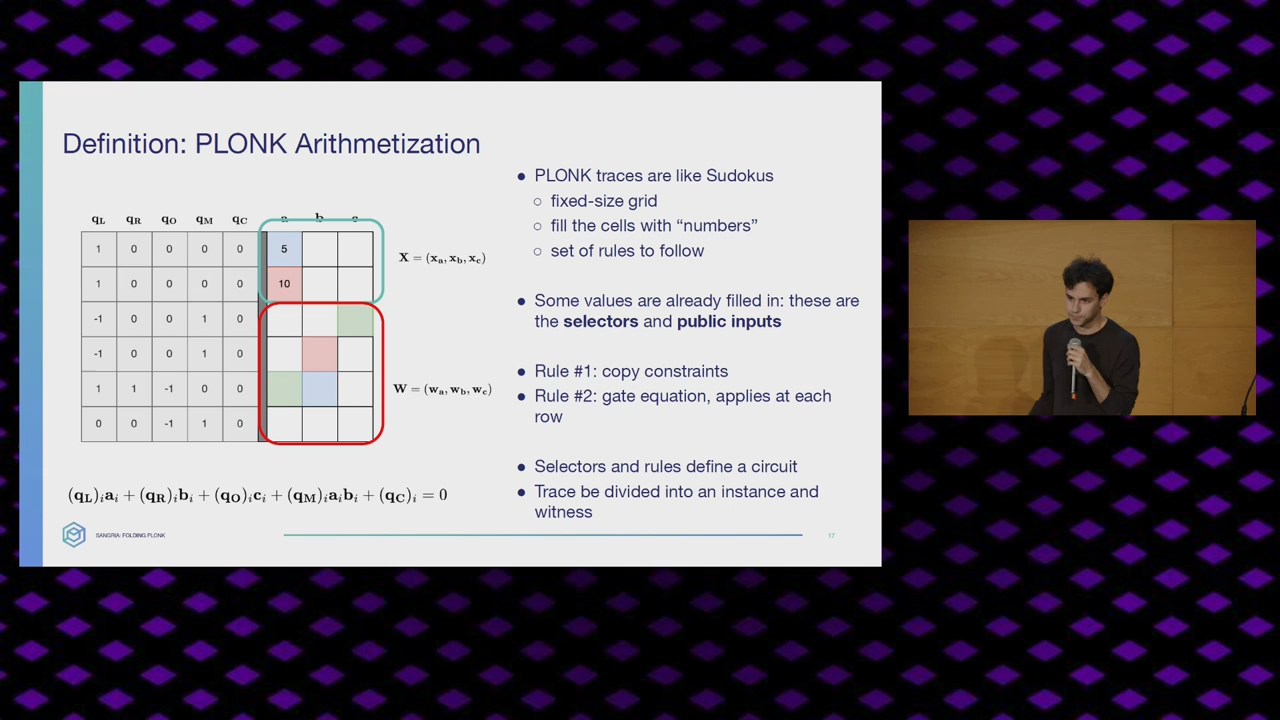 Definition: PLONK Arithmetization
q_L q_R q_O q_M q_C a b c
1 0 0 0 0 5
1 0 0 0 0 10
-1 0 0 1 0
-1 0 0 1 0
1 1 -1 0 0
0 0 -1 1 0
X = (x_a, x_b, x_c)
W = (w_a, w_b, w_c)
(q_L)_i a_i + (q_R)_i b_i + (q_O)_i c_i + (q_M)_i a_i b_i + (q_C)_i = 0
● PLONK traces are like Sudokus
○ fixed-size grid
○ fill the cells with “numbers”
○ set of rules to follow
● Some values are already filled in: these are
the selectors and public inputs
● Rule #1: copy constraints
● Rule #2: gate equation, applies at each
row
● Selectors and rules define a circuit
● Trace be divided into an instance and
witness
SANGRIA: FOLDING PLONK
17